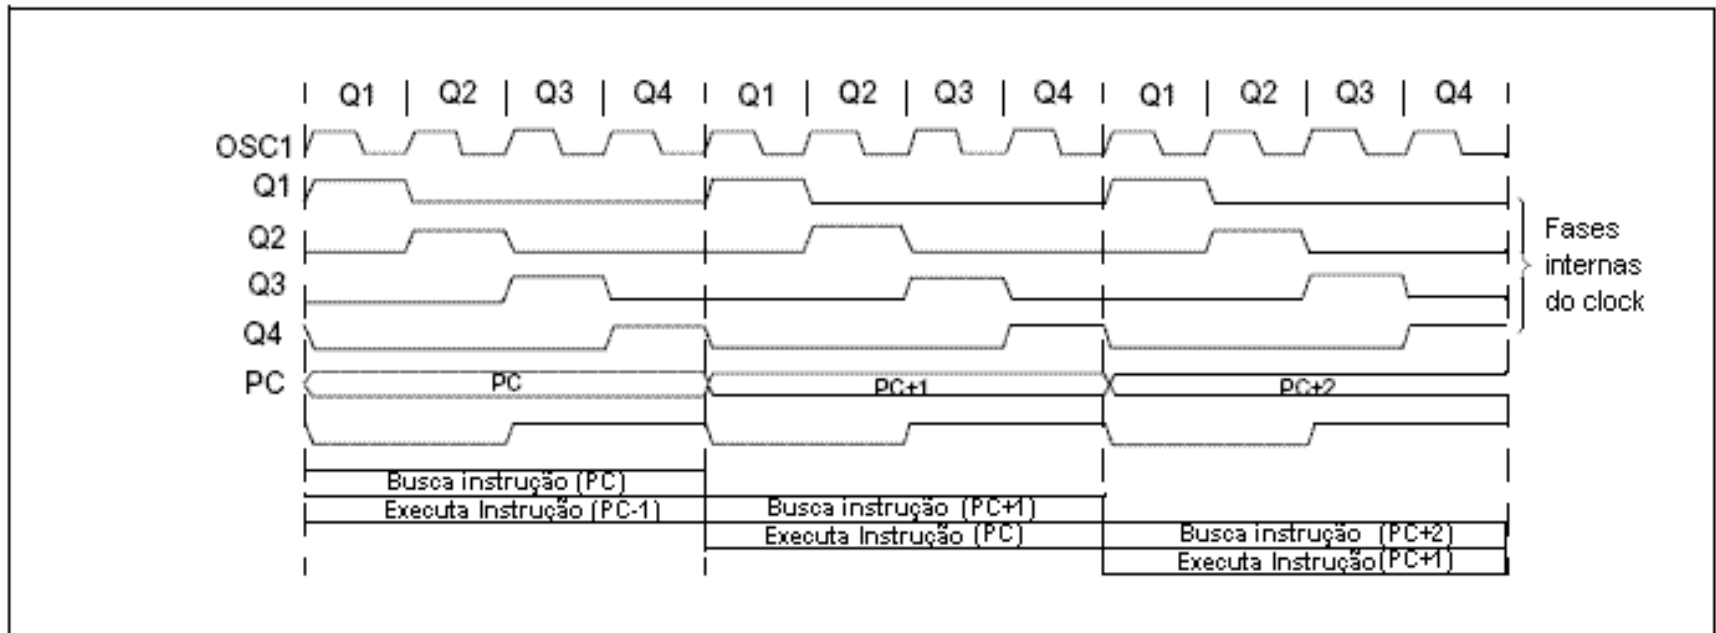 Q1 Q2 Q3 Q4 Q1 Q2 Q3 Q4 Q1 Q2 Q3 Q4
OSC1
Q1
Q2
Q3
Q4
Fases
internas
do clock
PC PC PC+1 PC+2
Busca instrução (PC)
Executa Instrução (PC-1) Busca instrução (PC+1)
Executa Instrução (PC) Busca instrução (PC+2)
Executa Instrução(PC+1)